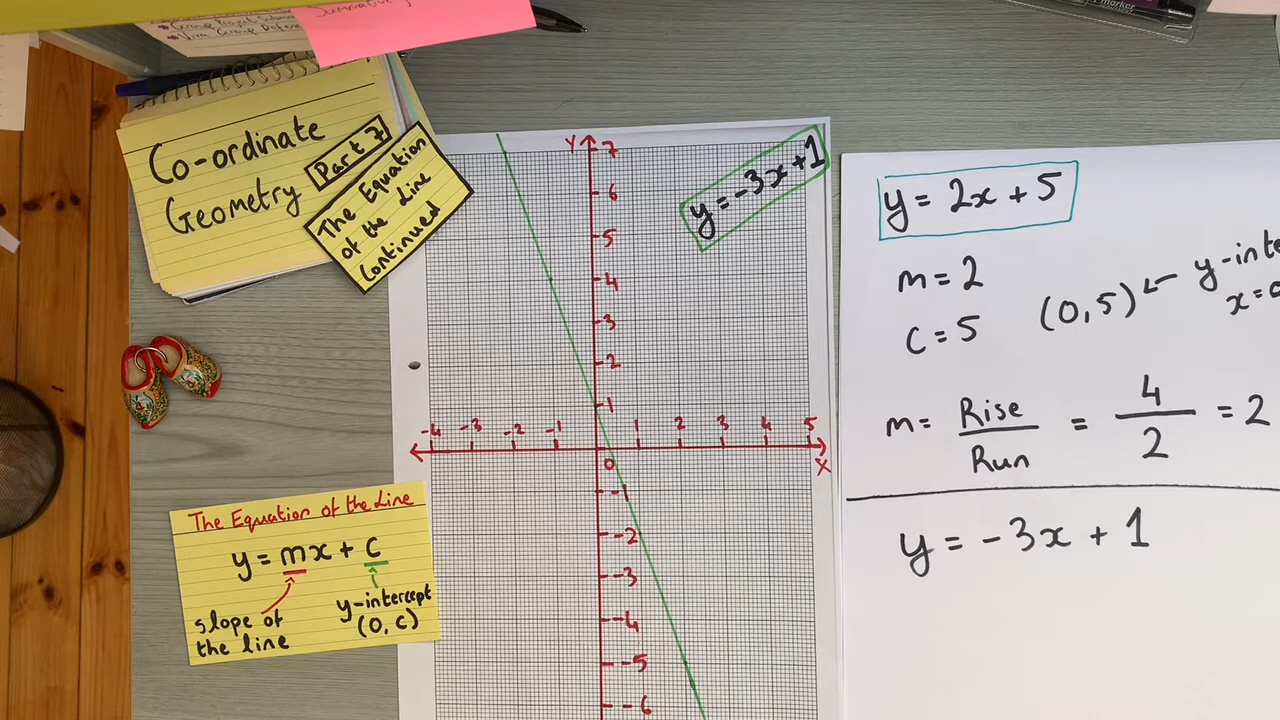 Co-ordinate
Geometry
Part 7
The Equation
of the Line
Continued
y = -3x + 1
Y
7
6
5
4
3
2
1
-4 -3 -2 -1 1 2 3 4 5
0
X
-1
-2
-3
-4
-5
-6
The Equation of the Line
y = mx + c
slope of
the line
y-intercept
(0, c)
y = 2x + 5
m = 2
c = 5
(0, 5) ←
x =
m = Rise
Run
= 4
2
= 2
y = -3x + 1